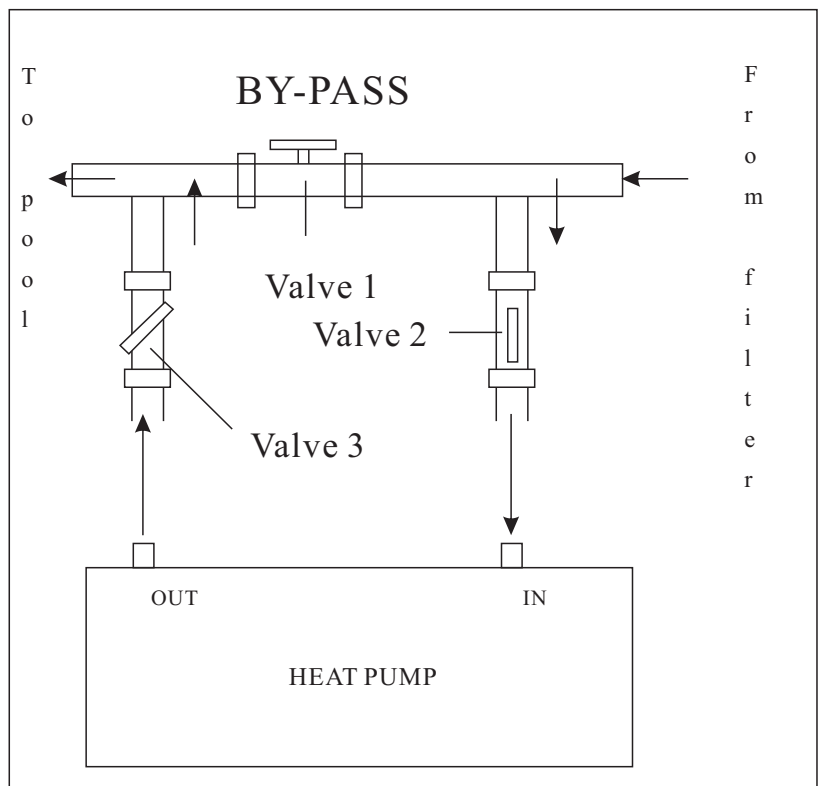 To pool
BY-PASS
From filter
Valve 1
Valve 2
Valve 3
OUT
IN
HEAT PUMP